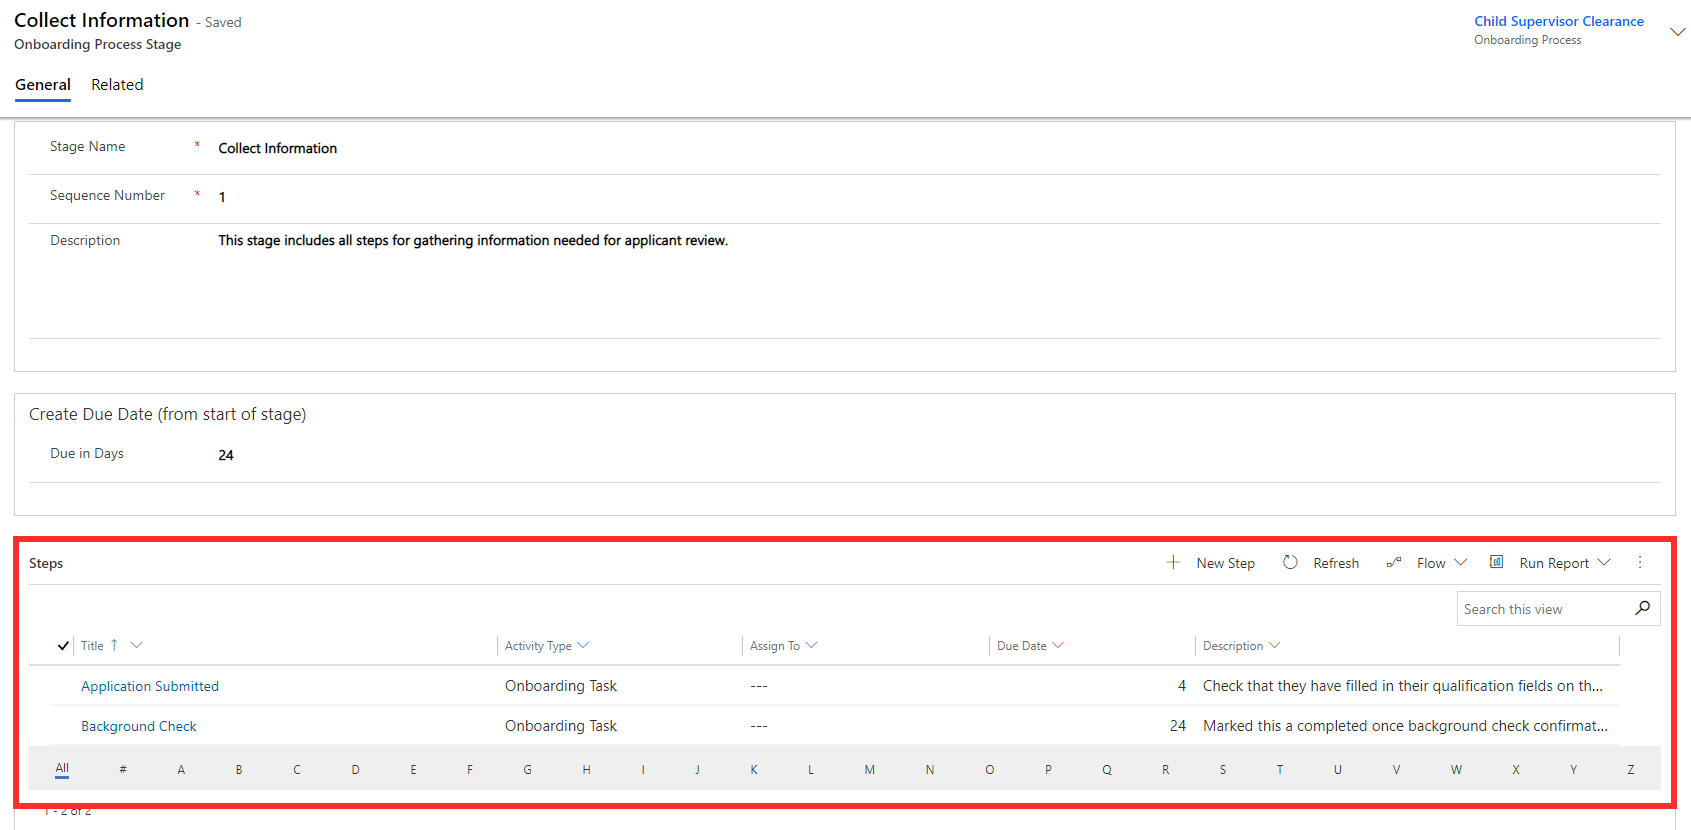 Collect Information - Saved
Onboarding Process Stage
Child Supervisor Clearance
Onboarding Process
General Related
Stage Name * Collect Information
Sequence Number * 1
Description This stage includes all steps for gathering information needed for applicant review.
Create Due Date (from start of stage)
Due in Days 24
Steps New Step Refresh Flow Run Report
Search this view
Title Activity Type Assign To Due Date Description
Application Submitted Onboarding Task --- 4 Check that they have filled in their qualification fields on th...
Background Check Onboarding Task --- 24 Marked this a completed once background check confirmat...
All # A B C D E F G H I J K L M N O P Q R S T U V W X Y Z
1 - 2 of 2